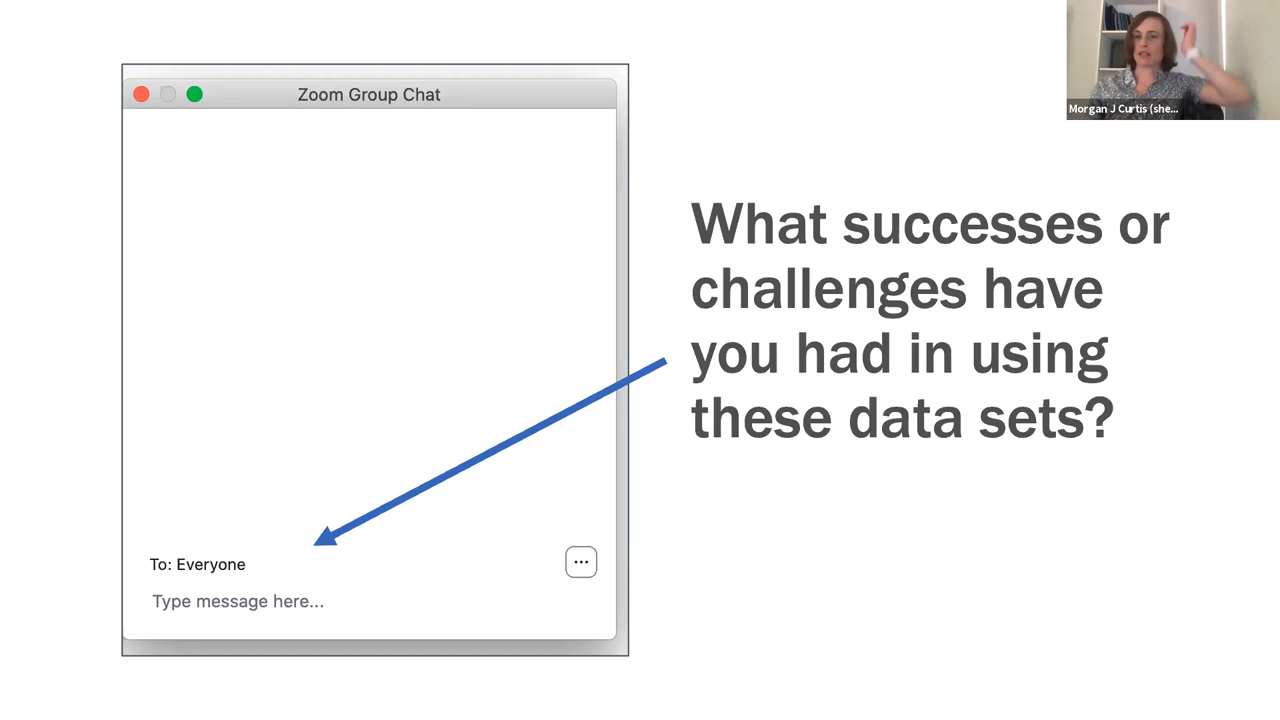 Zoom Group Chat
Morgan J Curtis (she...
What successes or
challenges have
you had in using
these data sets?
To: Everyone
...
Type message here...